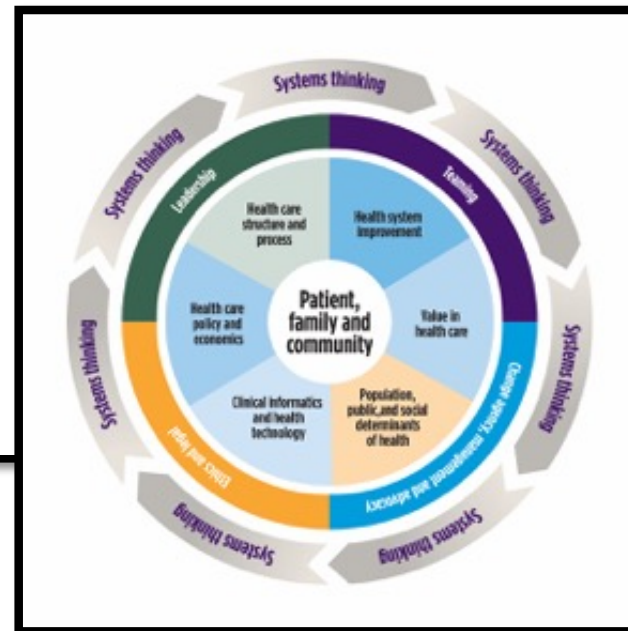 Systems thinking
Systems thinking
Systems thinking
Systems thinking
Systems thinking
Systems thinking
Systems thinking
Leadership
Teaming
Change agency, management and advocacy
Ethics and legal
Health care
structure and
process
Health system
improvement
Value in
health care
Population,
public,and social
determinants
of health
Clinical informatics
and health
technology
Health care
policy and
economics
Patient,
family and
community